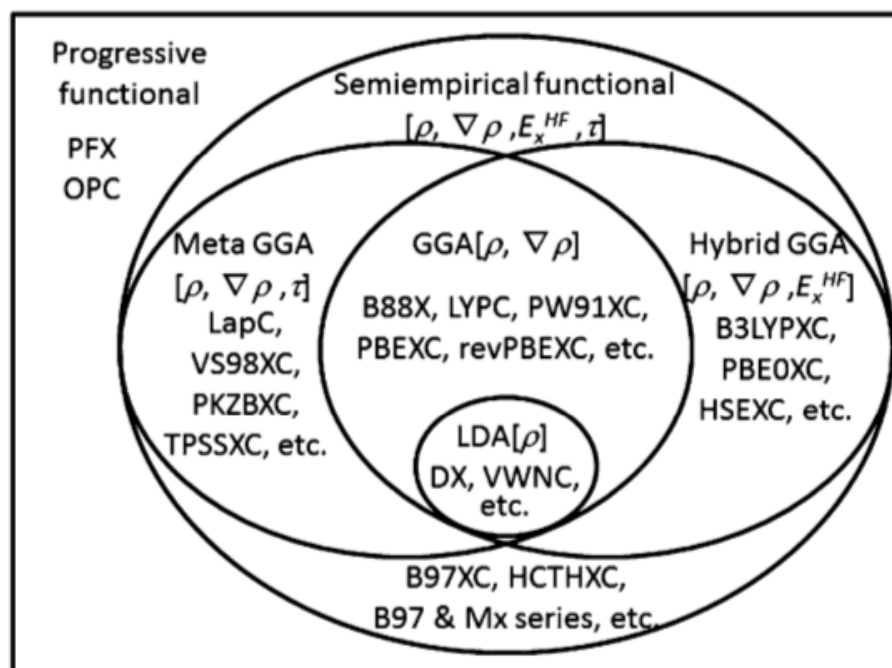 Progressive
functional
PFX
OPC
Semiempirical functional
[ρ, ∇ρ, E_x^HF, τ]
Meta GGA
[ρ, ∇ρ, τ]
LapC,
VS98XC,
PKZBXC,
TPSSXC, etc.
GGA[ρ, ∇ρ]
B88X, LYPC, PW91XC,
PBEXC, revPBEXC, etc.
Hybrid GGA
[ρ, ∇ρ, E_x^HF]
B3LYPXC,
PBE0XC,
HSEXC, etc.
LDA[ρ]
DX, VWNC,
etc.
B97XC, HCTHXC,
B97 & Mx series, etc.